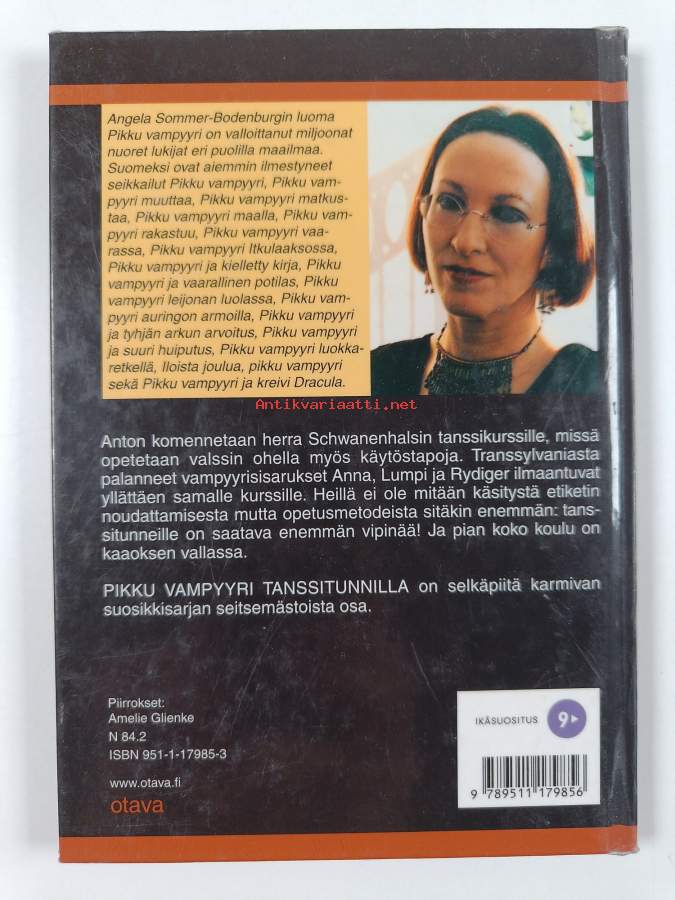 Angela Sommer-Bodenburgin luoma
Pikku vampyyri on valloittanut miljoonat
nuoret lukijat eri puolilla maailmaa.
Suomeksi ovat aiemmin ilmestyneet
seikkailut Pikku vampyyri, Pikku vam-
pyyri muuttaa, Pikku vampyyri matkus-
taa, Pikku vampyyri maalla, Pikku vam-
pyyri rakastuu, Pikku vampyyri vaa-
rassa, Pikku vampyyri Itkulaaksossa,
Pikku vampyyri ja kielletty kirja, Pikku
vampyyri ja vaarallinen potilas, Pikku
vampyyri leijonan luolassa, Pikku vam-
pyyri auringon armoilla, Pikku vampyyri
ja tyhjän arkun arvoitus, Pikku vampyyri
ja suuri huiputus, Pikku vampyyri luokka-
retkellä, Iloista joulua, pikku vampyyri
sekä Pikku vampyyri ja kreivi Dracula.
Antikvariaatti.net
Anton komennetaan herra Schwanenhalsin tanssikurssille, missä
opetetaan valssin ohella myös käytöstapoja. Transsylvaniasta
palanneet vampyyrisisarukset Anna, Lumpi ja Rydiger ilmaantuvat
yllättäen samalle kurssille. Heillä ei ole mitään käsitystä etiketin
noudattamisesta mutta opetusmetodeista sitäkin enemmän: tans-
situnneille on saatava enemmän vipinää! Ja pian koko koulu on
kaaoksen vallassa.
PIKKU VAMPYYRI TANSSITUNNILLA on selkäpiitä karmivan
suosikkisarjan seitsemästoista osa.
Piirrokset:
Amelie Glienke
N 84.2
ISBN 951-1-17985-3
www.otava.fi
otava
IKÄSUOSITUS 9
9 789511 179856